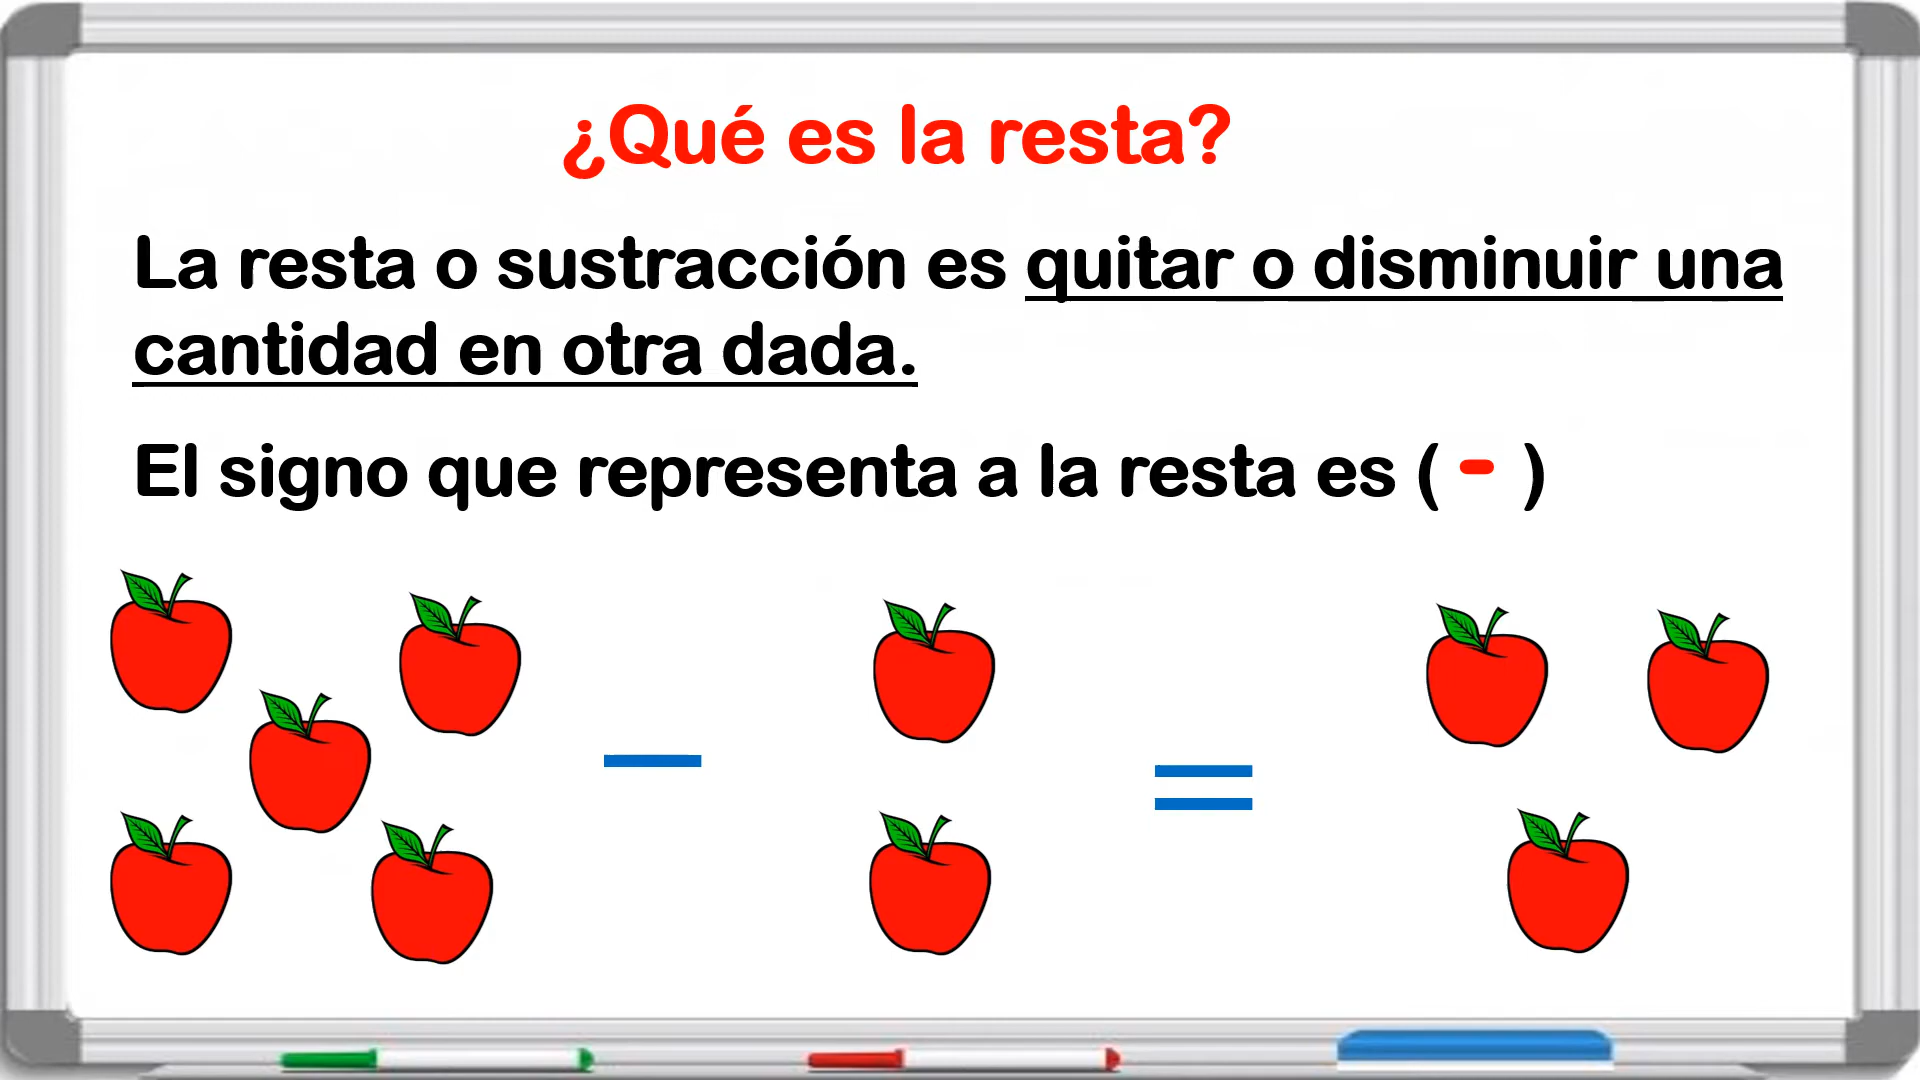 ¿Qué es la resta?
La resta o sustracción es quitar o disminuir una
cantidad en otra dada.
El signo que representa a la resta es ( - )